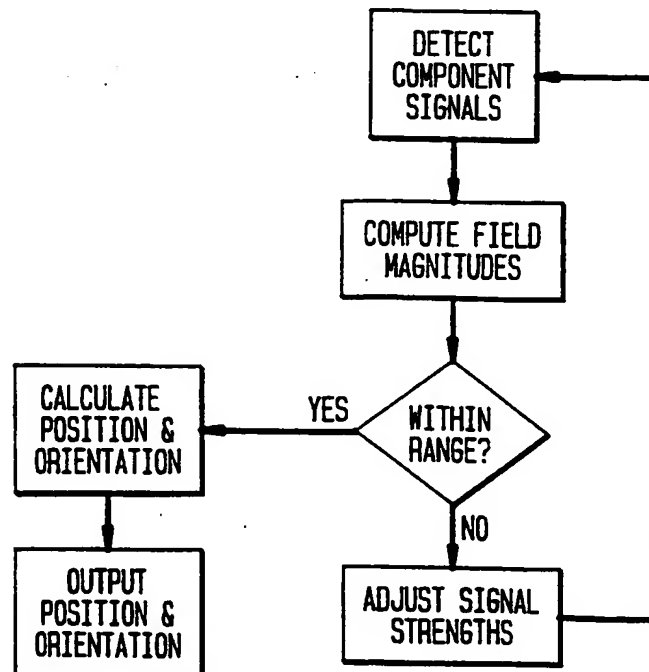 DETECT
COMPONENT
SIGNALS
COMPUTE FIELD
MAGNITUDES
WITHIN
RANGE?
YES
CALCULATE
POSITION &
ORIENTATION
OUTPUT
POSITION &
ORIENTATION
NO
ADJUST SIGNAL
STRENGTHS